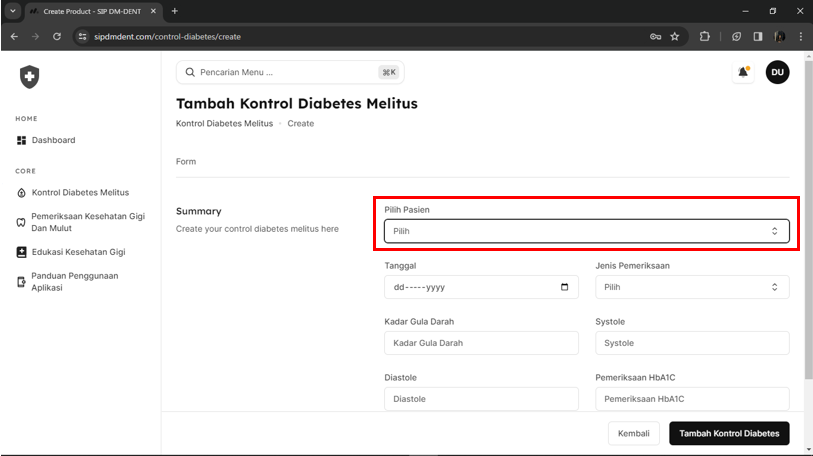 Create Product - SIP DM-DENT
sipdmdent.com/control-diabetes/create
Pencarian Menu ...
⌘K
DU
Tambah Kontrol Diabetes Melitus
Kontrol Diabetes Melitus
Create
HOME
Dashboard
CORE
Kontrol Diabetes Melitus
Pemeriksaan Kesehatan Gigi
Dan Mulut
Edukasi Kesehatan Gigi
Panduan Penggunaan
Aplikasi
Form
Summary
Create your control diabetes melitus here
Pilih Pasien
Pilih
Tanggal
Jenis Pemeriksaan
dd-----yyyy
Pilih
Kadar Gula Darah
Systole
Kadar Gula Darah
Systole
Diastole
Pemeriksaan HbA1C
Diastole
Pemeriksaan HbA1C
Kembali
Tambah Kontrol Diabetes